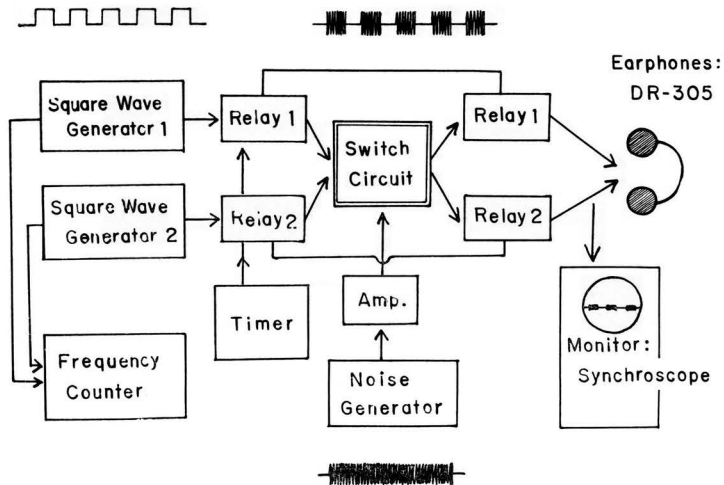 Earphones:
DR-305
Square Wave
Generator 1
Relay 1
Relay 1
Switch
Circuit
Square Wave
Generator 2
Relay 2
Relay 2
Timer
Amp.
Frequency
Counter
Noise
Generator
Monitor:
Synchroscope